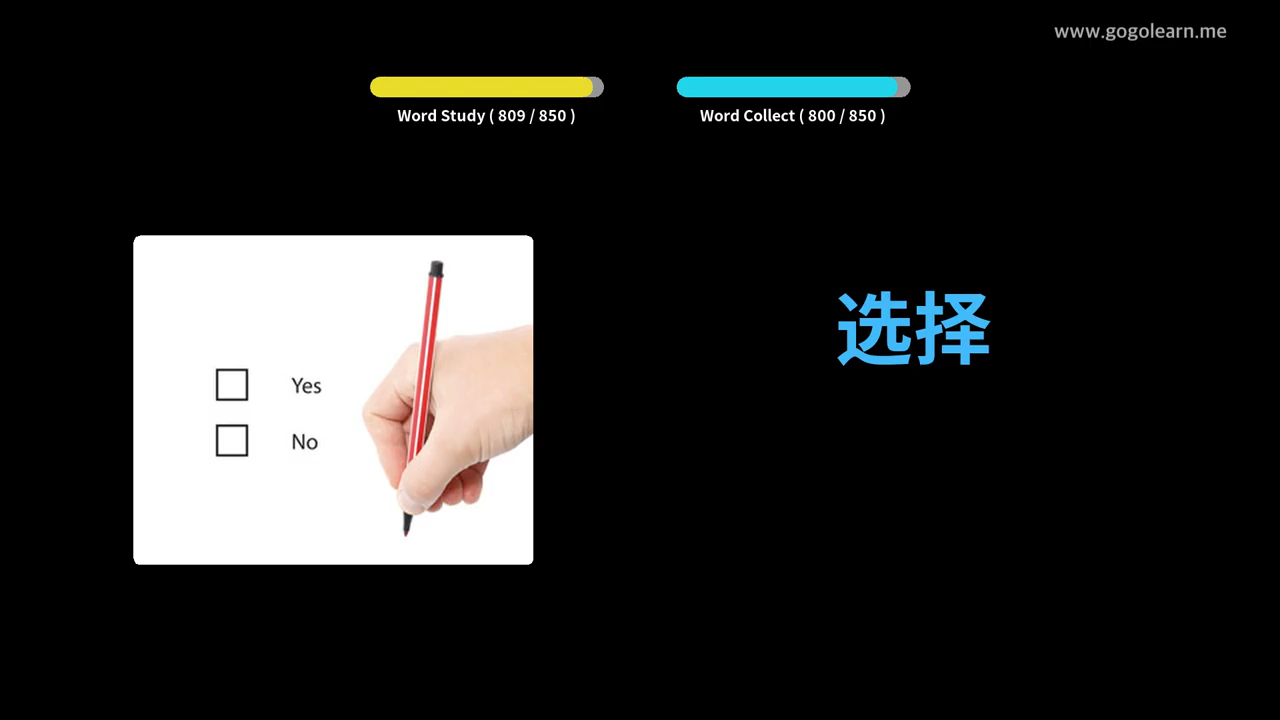 www.gogolearn.me
Word Study ( 809 / 850 )
Word Collect ( 800 / 850 )
选择
Yes
No